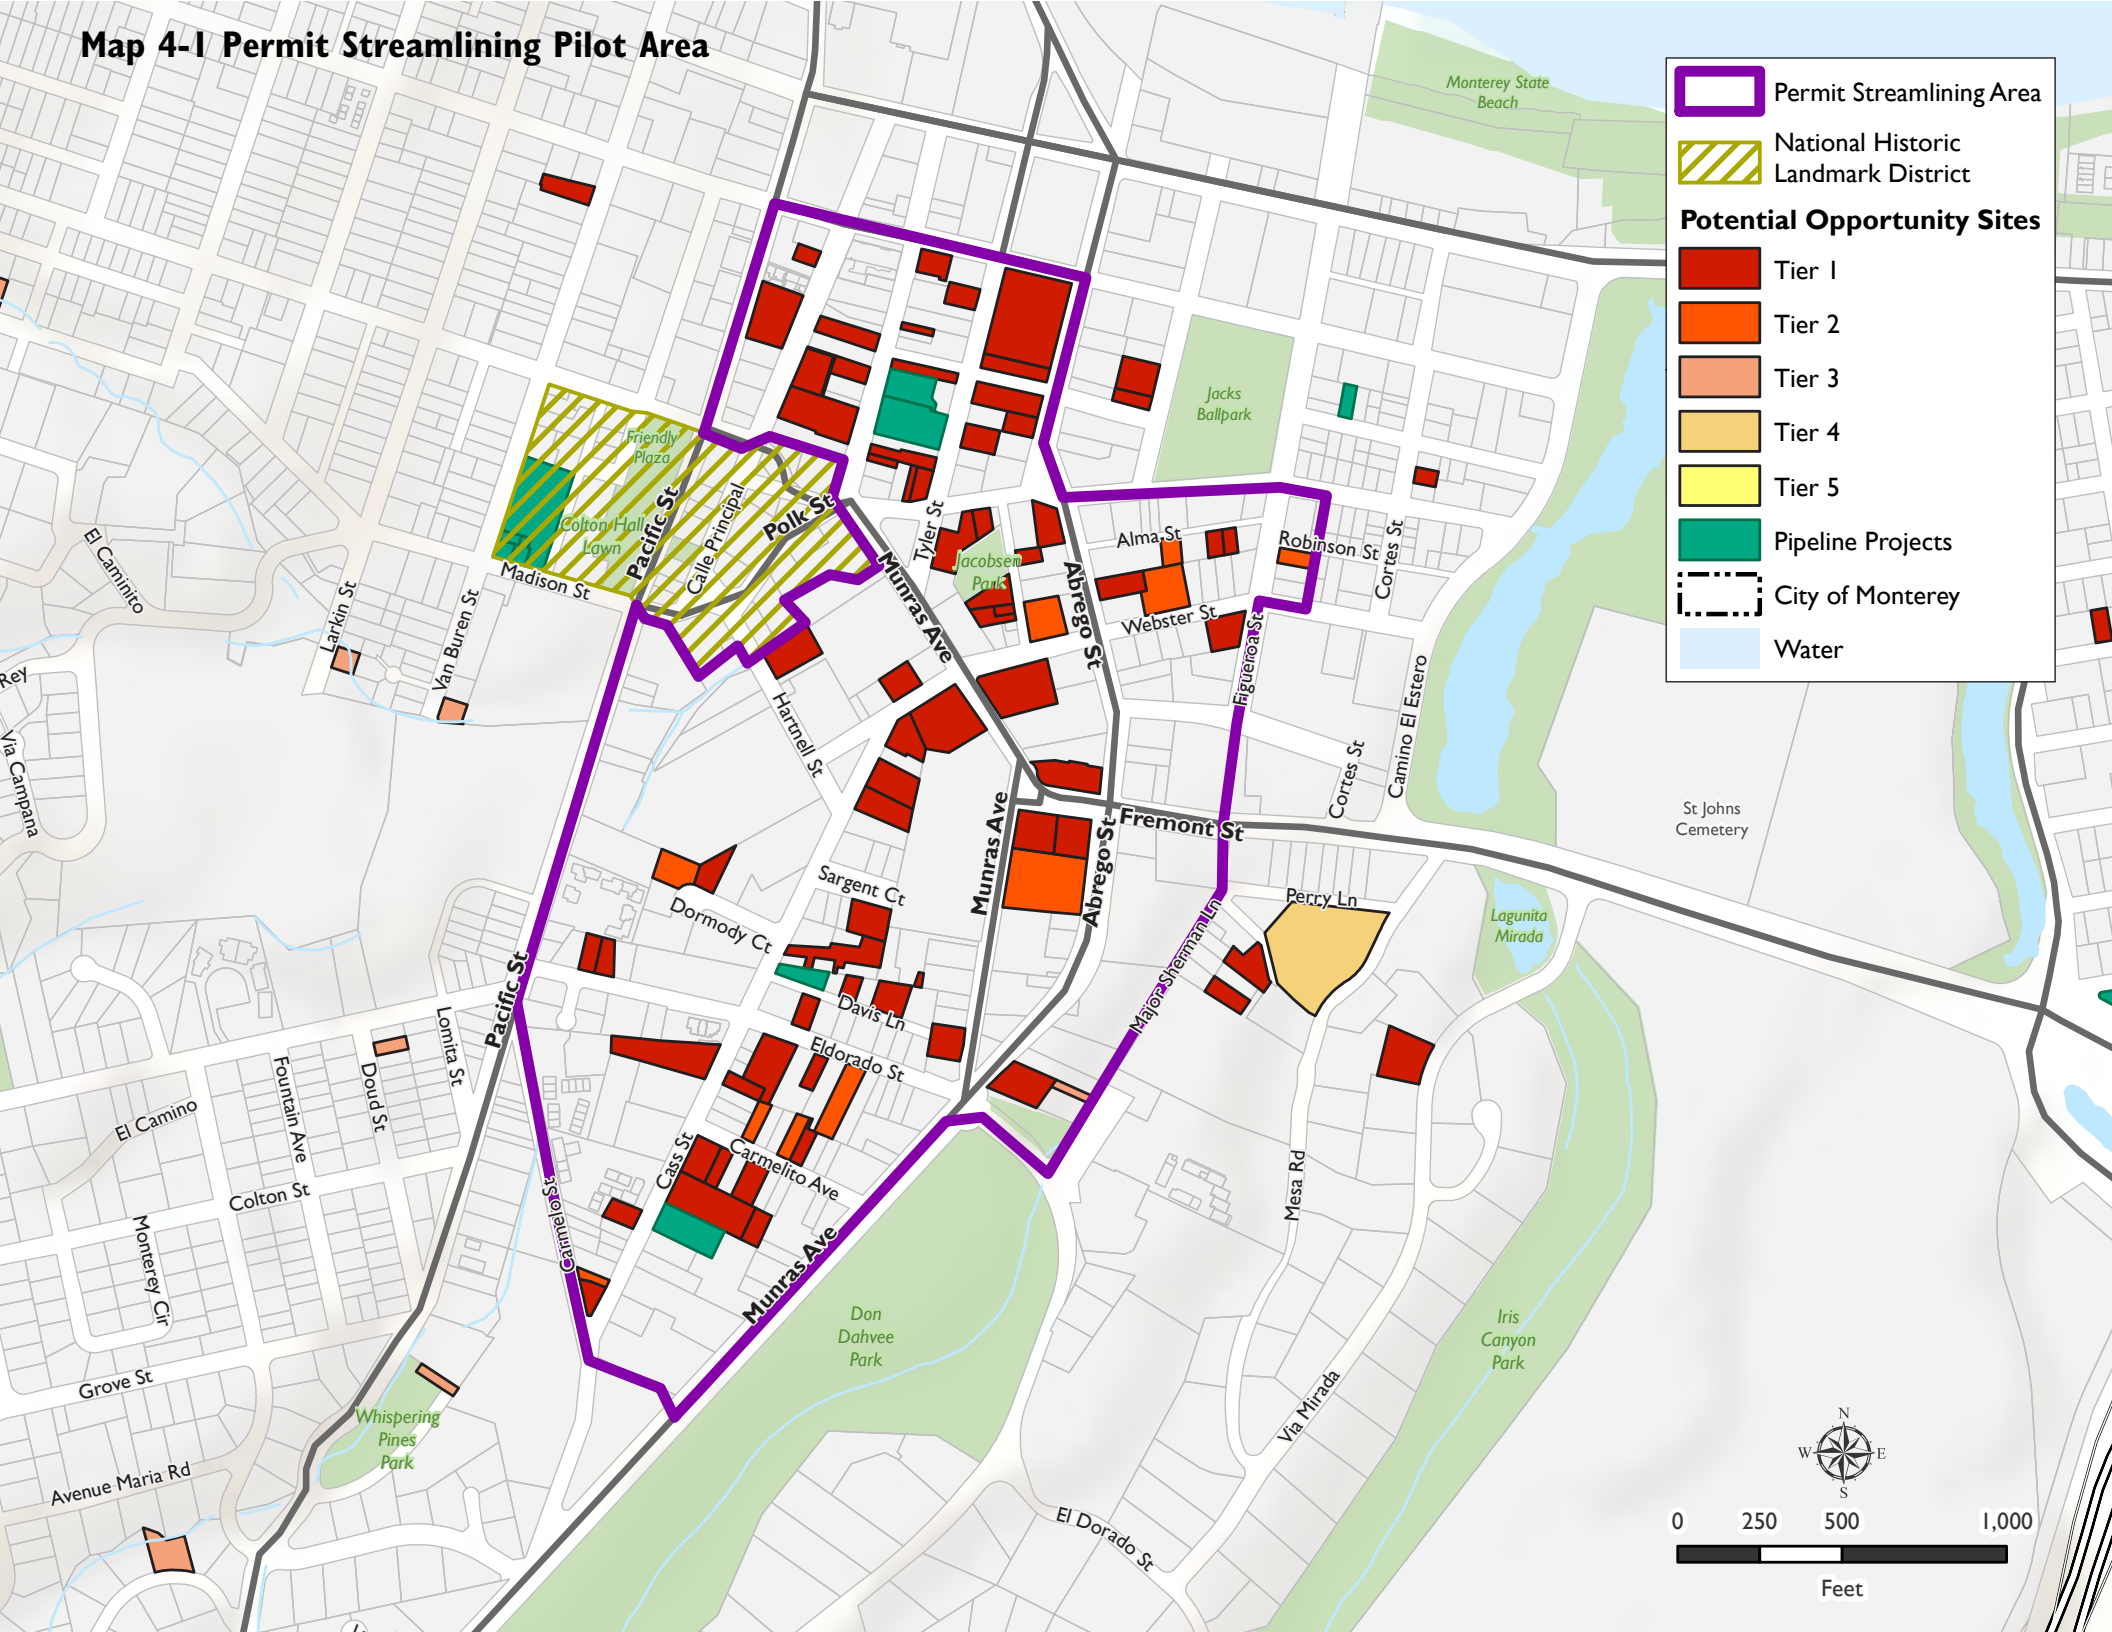 Map 4-1 Permit Streamlining Pilot Area
Permit Streamlining Area
National Historic
Landmark District
Potential Opportunity Sites
Tier 1
Tier 2
Tier 3
Tier 4
Tier 5
Pipeline Projects
City of Monterey
Water
Monterey State
Beach
Jacks
Ballpark
Friendly
Plaza
Colton Hall
Lawn
Pacific St
Calle Principal
Polk St
Madison St
Tyler St
Jacobsen
Park
Munras Ave
Abrego St
Alma St
Webster St
Robinson St
Cortes St
Figueroa St
Camino El Estero
Cortes St
El Caminito
Larkin St
Van Buren St
Rey
Via Campana
Hartnell St
Fremont St
Munras Ave
Abrego St
St Johns
Cemetery
Sargent Ct
Dormody Ct
Perry Ln
Lagunita
Mirada
Major Sherman Ln
Davis Ln
Eldorado St
Pacific St
Lomita St
Fountain Ave
Doud St
El Camino
Colton St
Monterey Cir
Grove St
Cass St
Carmelito Ave
Carmelo St
Munras Ave
Mesa Rd
Don
Dahvee
Park
Iris
Canyon
Park
Via Mirada
Whispering
Pines
Park
Avenue Maria Rd
El Dorado St
N
W
E
S
0
250
500
1,000
Feet